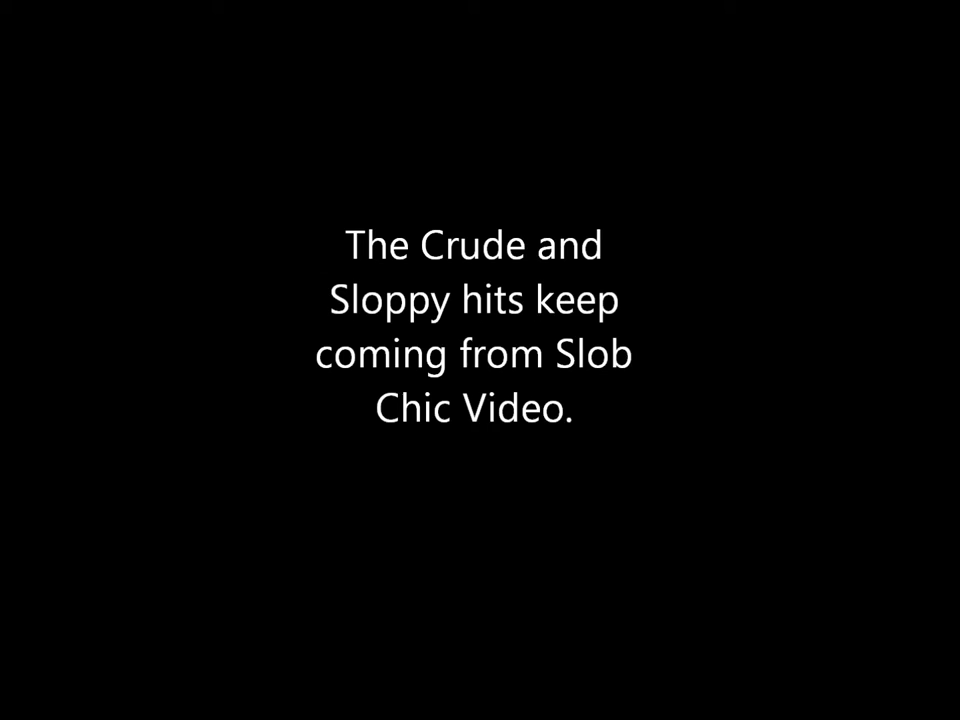 The Crude and
Sloppy hits keep
coming from Slob
Chic Video.